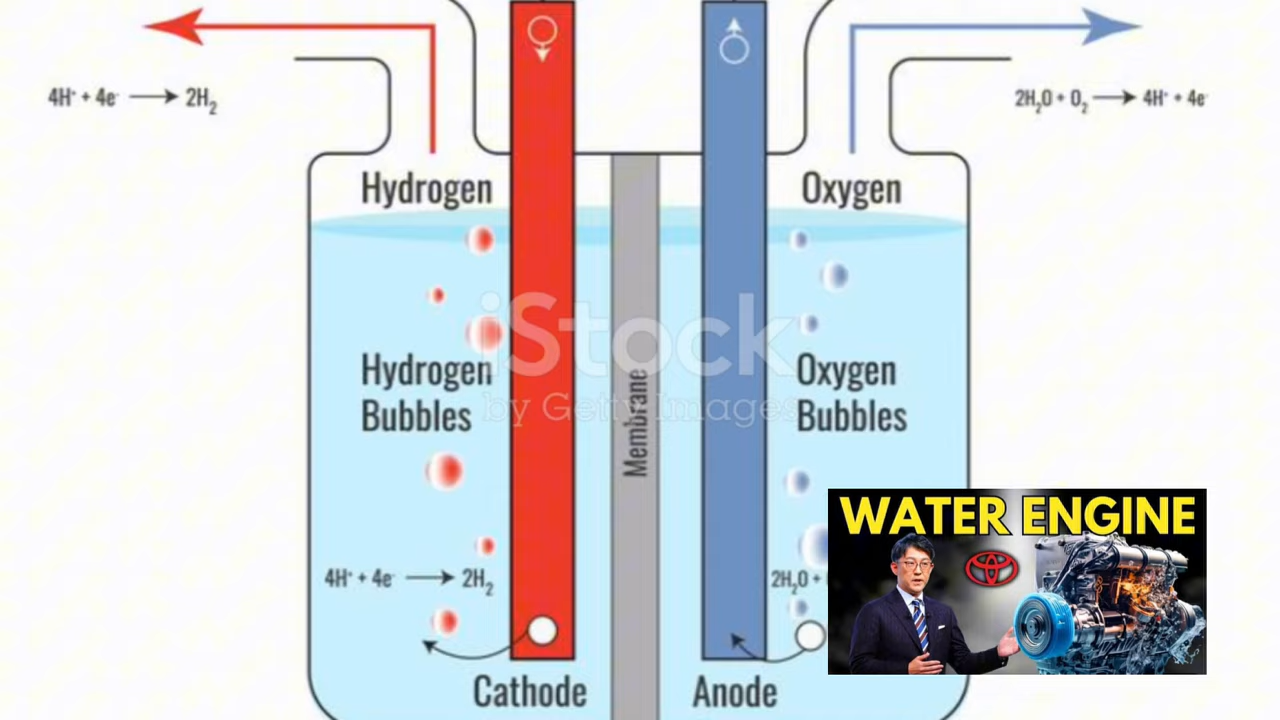 4H⁺ + 4e⁻ → 2H₂
2H₂O + O₂ → 4H⁺ + 4e⁻
Hydrogen
Oxygen
iStock
by Getty Images
Hydrogen
Bubbles
Membrane
Oxygen
Bubbles
WATER ENGINE
4H⁺ + 4e⁻ → 2H₂
2H₂O +
Cathode
Anode